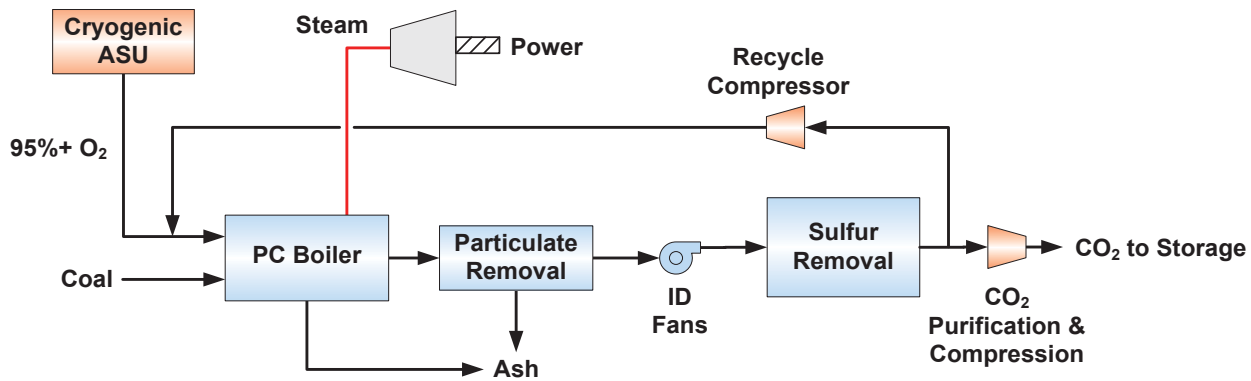 Cryogenic
ASU
Steam
Power
Recycle
Compressor
95%+ O₂
PC Boiler
Particulate
Removal
Sulfur
Removal
Coal
ID
Fans
CO₂ to Storage
CO₂
Purification &
Compression
Ash